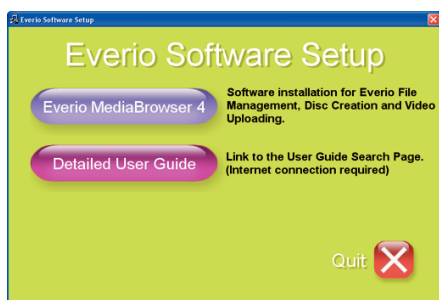 Everio Software Setup
Everio Software Setup
Everio MediaBrowser 4
Software installation for Everio File
Management, Disc Creation and Video
Uploading.
Detailed User Guide
Link to the User Guide Search Page.
(Internet connection required)
Quit